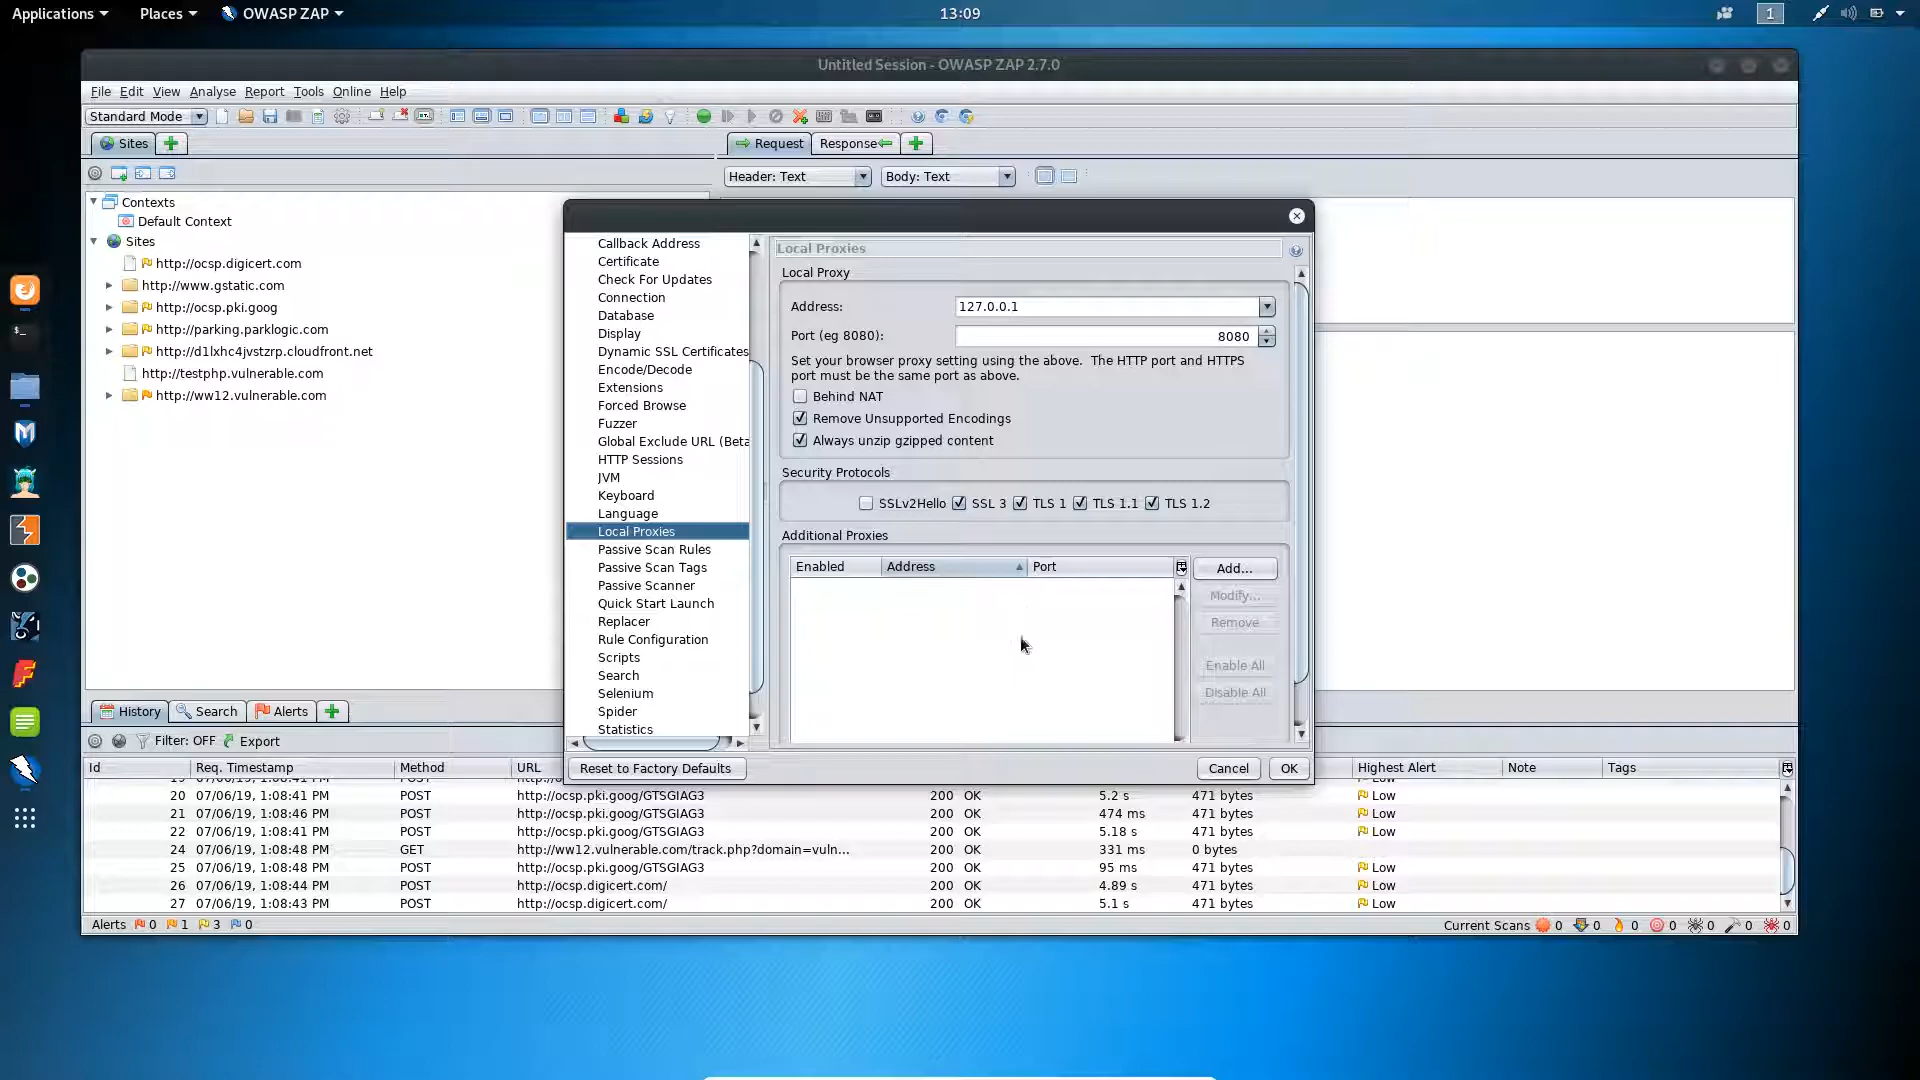 Applications Places OWASP ZAP 13:09 1
Untitled Session - OWASP ZAP 2.7.0
File Edit View Analyse Report Tools Online Help
Standard Mode
Sites Request Response
Header: Text Body: Text
Contexts
Default Context
Sites
http://ocsp.digicert.com
http://www.gstatic.com
http://ocsp.pki.goog
http://parking.parklogic.com
http://d1lxhc4jvstzrp.cloudfront.net
http://testphp.vulnerable.com
http://ww12.vulnerable.com
Callback Address
Certificate
Check For Updates
Connection
Database
Display
Dynamic SSL Certificates
Encode/Decode
Extensions
Forced Browse
Fuzzer
Global Exclude URL (Beta
HTTP Sessions
JVM
Keyboard
Language
Local Proxies
Passive Scan Rules
Passive Scan Tags
Passive Scanner
Quick Start Launch
Replacer
Rule Configuration
Scripts
Search
Selenium
Spider
Statistics
Local Proxies
Local Proxy
Address: 127.0.0.1
Port (eg 8080): 8080
Set your browser proxy setting using the above. The HTTP port and HTTPS
port must be the same port as above.
Behind NAT
Remove Unsupported Encodings
Always unzip gzipped content
Security Protocols
SSLv2Hello SSL 3 TLS 1 TLS 1.1 TLS 1.2
Additional Proxies
Enabled Address Port
Add...
Modify...
Remove
Enable All
Disable All
Reset to Factory Defaults Cancel OK
History Search Alerts
Filter: OFF Export
Id Req. Timestamp Method URL Highest Alert Note Tags
20 07/06/19, 1:08:41 PM POST http://ocsp.pki.goog/GTSGIAG3 200 OK 5.2 s 471 bytes Low
21 07/06/19, 1:08:46 PM POST http://ocsp.pki.goog/GTSGIAG3 200 OK 474 ms 471 bytes Low
22 07/06/19, 1:08:41 PM POST http://ocsp.pki.goog/GTSGIAG3 200 OK 5.18 s 471 bytes Low
24 07/06/19, 1:08:48 PM GET http://ww12.vulnerable.com/track.php?domain=vuln... 200 OK 331 ms 0 bytes
25 07/06/19, 1:08:48 PM POST http://ocsp.pki.goog/GTSGIAG3 200 OK 95 ms 471 bytes Low
26 07/06/19, 1:08:44 PM POST http://ocsp.digicert.com/ 200 OK 4.89 s 471 bytes Low
27 07/06/19, 1:08:43 PM POST http://ocsp.digicert.com/ 200 OK 5.1 s 471 bytes Low
Alerts 0 1 3 0 Current Scans 0 0 0 0 0 0 0